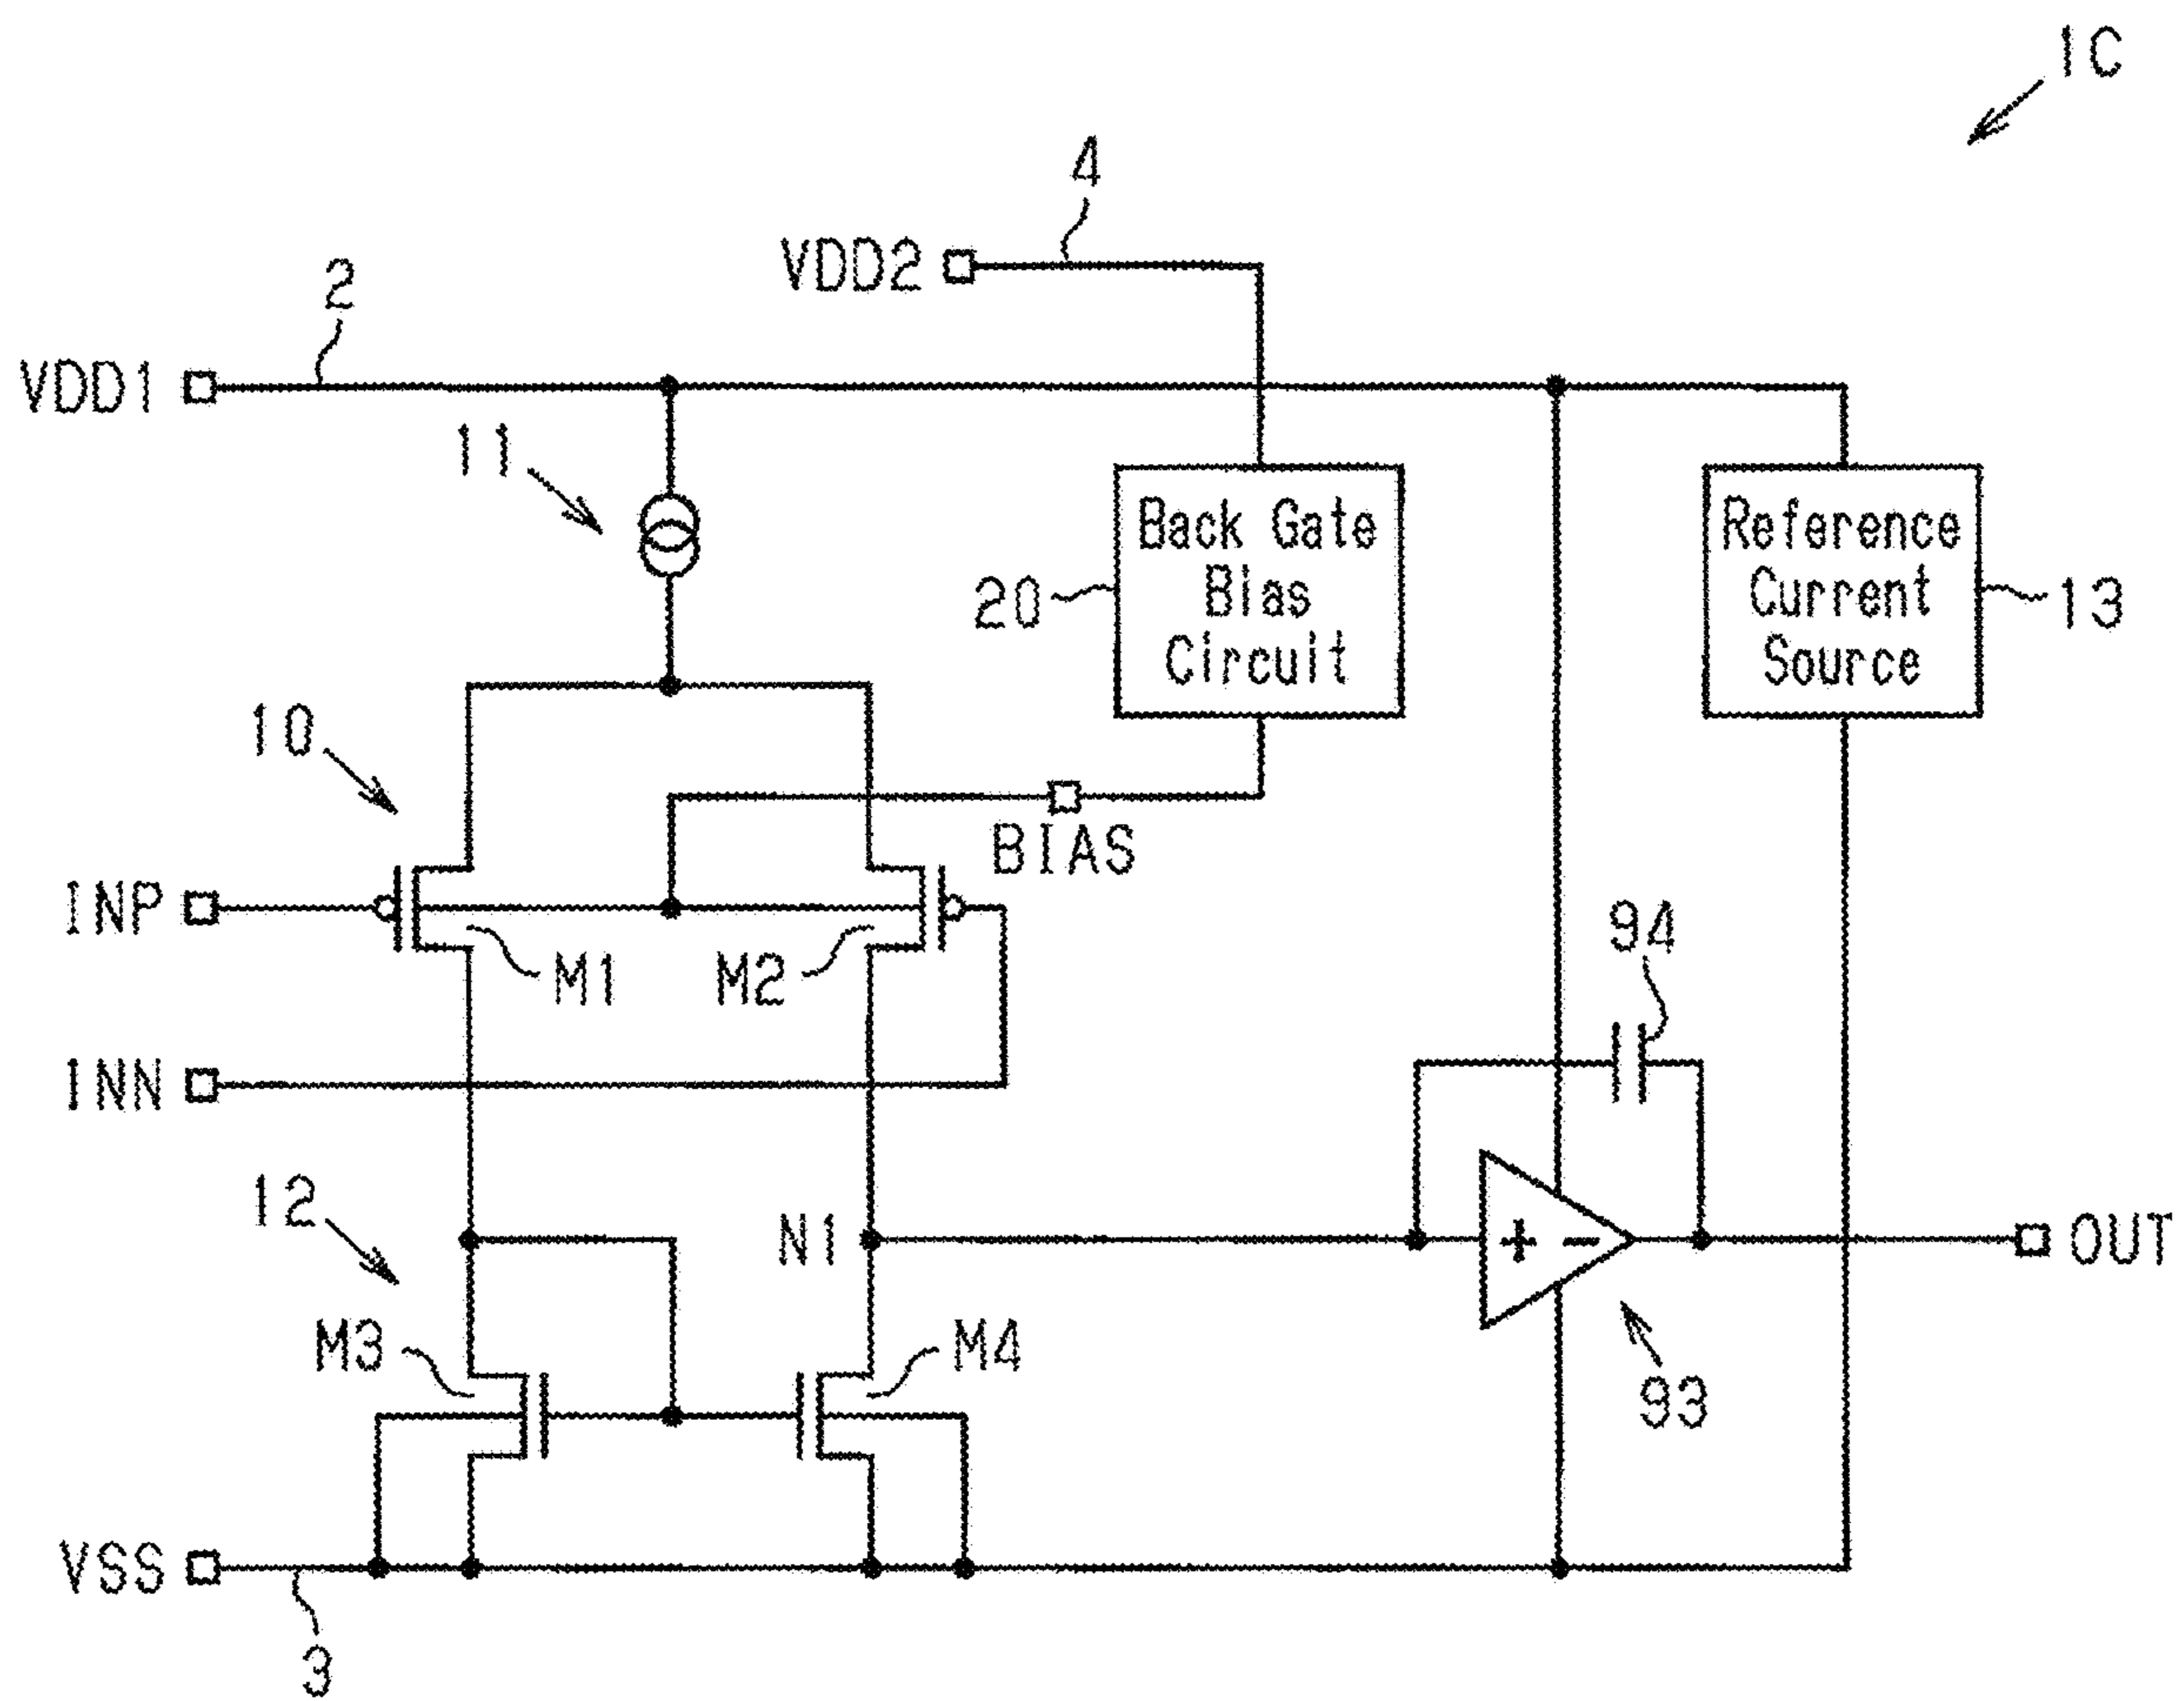 1C
4
VDD2
2
VDD1
11
Back Gate
Bias
Circuit
20
Reference
Current
Source
13
10
BIAS
INP
M1
M2
94
INN
12
N1
+ −
OUT
M3
M4
93
VSS
3